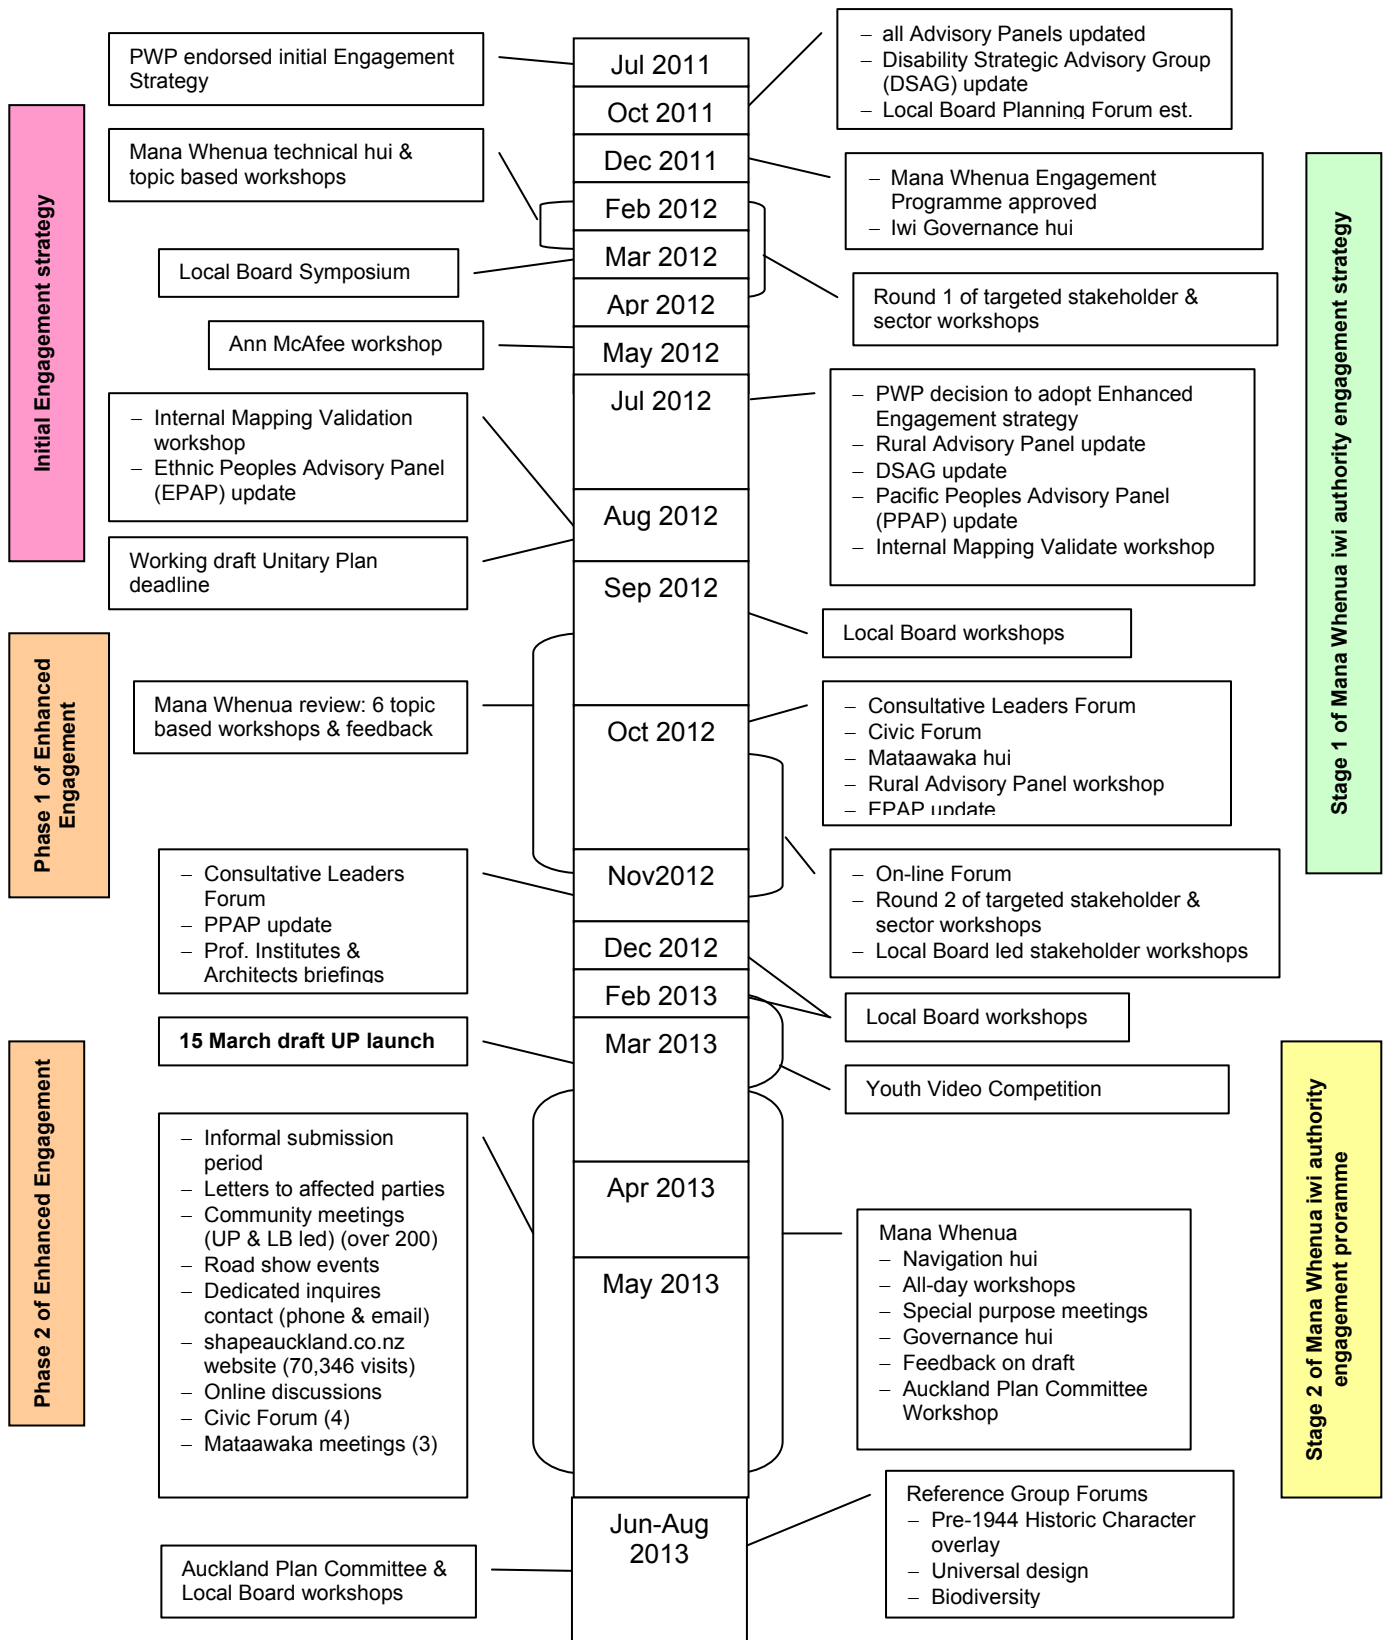 PWP endorsed initial Engagement
Strategy
Mana Whenua technical hui &
topic based workshops
Local Board Symposium
Ann McAfee workshop
– Internal Mapping Validation
workshop
– Ethnic Peoples Advisory Panel
(EPAP) update
Working draft Unitary Plan
deadline
Mana Whenua review: 6 topic
based workshops & feedback
– Consultative Leaders
Forum
– PPAP update
– Prof. Institutes &
Architects briefings
15 March draft UP launch
– Informal submission
period
– Letters to affected parties
– Community meetings
(UP & LB led) (over 200)
– Road show events
– Dedicated inquires
contact (phone & email)
– shapeauckland.co.nz
website (70,346 visits)
– Online discussions
– Civic Forum (4)
– Mataawaka meetings (3)
Auckland Plan Committee &
Local Board workshops
Initial Engagement strategy
Phase 1 of Enhanced
Engagement
Phase 2 of Enhanced Engagement
Jul 2011
Oct 2011
Dec 2011
Feb 2012
Mar 2012
Apr 2012
May 2012
Jul 2012
Aug 2012
Sep 2012
Oct 2012
Nov2012
Dec 2012
Feb 2013
Mar 2013
Apr 2013
May 2013
Jun-Aug
2013
– all Advisory Panels updated
– Disability Strategic Advisory Group
(DSAG) update
– Local Board Planning Forum est.
– Mana Whenua Engagement
Programme approved
– Iwi Governance hui
Round 1 of targeted stakeholder &
sector workshops
– PWP decision to adopt Enhanced
Engagement strategy
– Rural Advisory Panel update
– DSAG update
– Pacific Peoples Advisory Panel
(PPAP) update
– Internal Mapping Validate workshop
Local Board workshops
– Consultative Leaders Forum
– Civic Forum
– Mataawaka hui
– Rural Advisory Panel workshop
– EPAP update
– On-line Forum
– Round 2 of targeted stakeholder &
sector workshops
– Local Board led stakeholder workshops
Local Board workshops
Youth Video Competition
Mana Whenua
– Navigation hui
– All-day workshops
– Special purpose meetings
– Governance hui
– Feedback on draft
– Auckland Plan Committee
Workshop
Reference Group Forums
– Pre-1944 Historic Character
overlay
– Universal design
– Biodiversity
Stage 1 of Mana Whenua iwi authority engagement strategy
Stage 2 of Mana Whenua iwi authority
engagement proramme